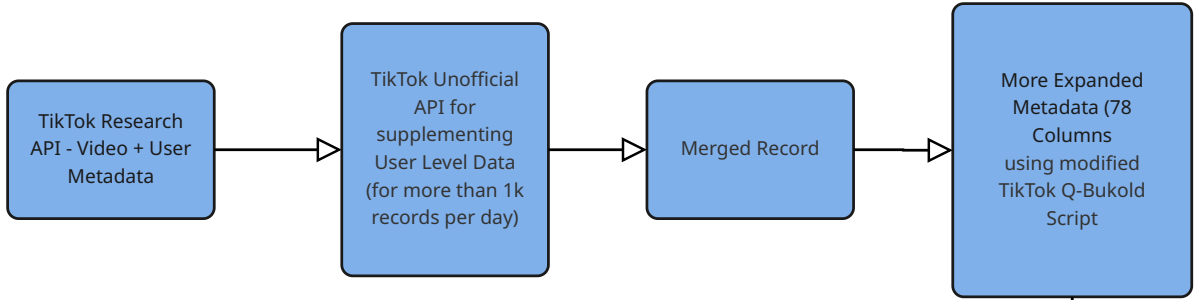 TikTok Research
API - Video + User
Metadata
TikTok Unofficial
API for
supplementing
User Level Data
(for more than 1k
records per day)
Merged Record
More Expanded
Metadata (78
Columns
using modified
TikTok Q-Bukold
Script